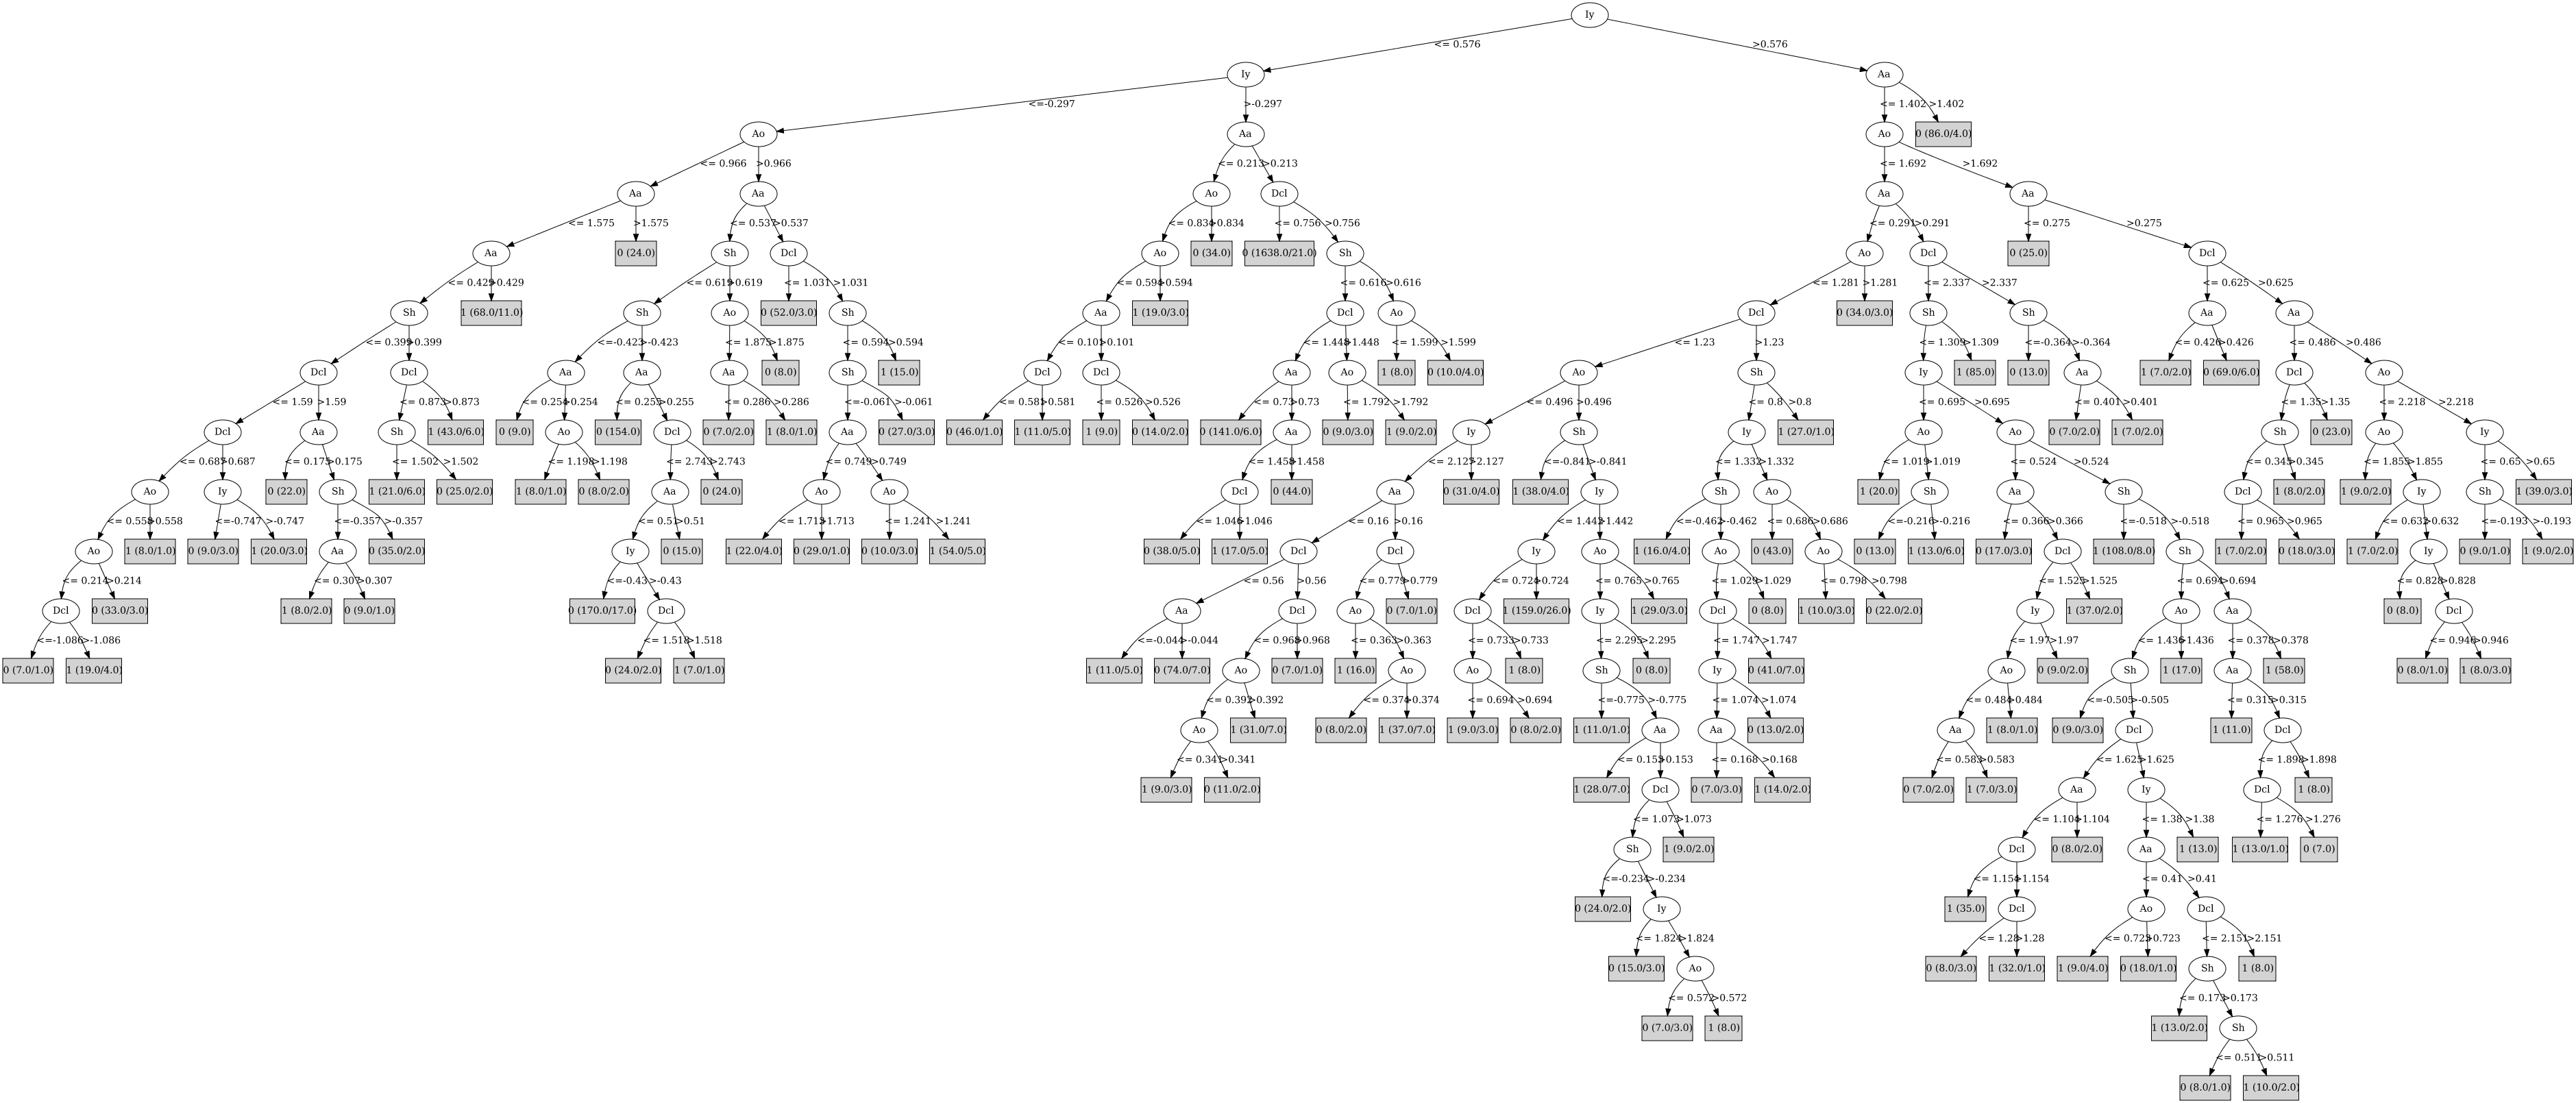 Iy
<= 0.576 >0.576
Iy Aa
<=-0.297 >-0.297 <= 1.402 >1.402
Ao Aa Ao 0 (86.0/4.0)
<= 0.966 >0.966 <= 0.213 >0.213 <= 1.692 >1.692
Aa Aa Ao Dcl Aa Aa
<= 1.575 >1.575 <= 0.537 >0.537 <= 0.834 >0.834 <= 0.756 >0.756 <= 0.291 >0.291 <= 0.275 >0.275
Aa 0 (24.0) Sh Dcl Ao 0 (34.0) 0 (1638.0/21.0) Sh Ao Dcl 0 (25.0) Dcl
<= 0.429 >0.429 <= 0.619 >0.619 <= 1.031 >1.031 <= 0.594 >0.594 <= 0.616 >0.616 <= 1.281 >1.281 <= 2.337 >2.337 <= 0.625 >0.625
Sh 1 (68.0/11.0) Sh Ao 0 (52.0/3.0) Sh Aa 1 (19.0/3.0) Dcl Ao Dcl 0 (34.0/3.0) Sh Sh Aa Aa
<= 0.399 >0.399 <=-0.423 >-0.423 <= 1.875 >1.875 <= 0.594 >0.594 <= 0.101 >0.101 <= 1.448 >1.448 <= 1.599 >1.599 <= 1.23 >1.23 <= 1.309 >1.309 <=-0.364 >-0.364 <= 0.426 >0.426 <= 0.486 >0.486
Dcl Dcl Aa Aa Aa 0 (8.0) Sh 1 (15.0) Dcl Dcl Aa Ao 1 (8.0) 0 (10.0/4.0) Ao Sh Iy 1 (85.0) 0 (13.0) Aa 1 (7.0/2.0) 0 (69.0/6.0) Dcl Ao
<= 1.59 >1.59 <= 0.873 >0.873 <= 0.254 >0.254 <= 0.255 >0.255 <= 0.286 >0.286 <=-0.061 >-0.061 <= 0.581 >0.581 <= 0.526 >0.526 <= 0.73 >0.73 <= 1.792 >1.792 <= 0.496 >0.496 <= 0.8 >0.8 <= 0.695 >0.695 <= 0.401 >0.401 <= 1.35 >1.35 <= 2.218 >2.218
Dcl Aa Sh 1 (43.0/6.0) 0 (9.0) Ao 0 (154.0) Dcl 0 (7.0/2.0) 1 (8.0/1.0) Aa 0 (27.0/3.0) 0 (46.0/1.0) 1 (11.0/5.0) 1 (9.0) 0 (14.0/2.0) 0 (141.0/6.0) Aa 0 (9.0/3.0) 1 (9.0/2.0) Iy Sh Iy 1 (27.0/1.0) Ao Ao 0 (7.0/2.0) 1 (7.0/2.0) Sh 0 (23.0) Ao Iy
<= 0.687 >0.687 <= 0.175 >0.175 <= 1.502 >1.502 <= 1.198 >1.198 <= 2.743 >2.743 <= 0.749 >0.749 <= 1.458 >1.458 <= 2.127 >2.127 <=-0.841 >-0.841 <= 1.332 >1.332 <= 1.019 >1.019 <= 0.524 >0.524 <= 0.345 >0.345 <= 1.855 >1.855 <= 0.65 >0.65
Ao Iy 0 (22.0) Sh 1 (21.0/6.0) 0 (25.0/2.0) 1 (8.0/1.0) 0 (8.0/2.0) Aa 0 (24.0) Ao Ao Dcl 0 (44.0) Aa 0 (31.0/4.0) 1 (38.0/4.0) Iy Sh Ao 1 (20.0) Sh Aa Sh Dcl 1 (8.0/2.0) 1 (9.0/2.0) Iy Sh 1 (39.0/3.0)
<= 0.558 >0.558 <=-0.747 >-0.747 <=-0.357 >-0.357 <= 0.51 >0.51 <= 1.713 >1.713 <= 1.241 >1.241 <= 1.046 >1.046 <= 0.16 >0.16 <= 1.442 >1.442 <=-0.462 >-0.462 <= 0.686 >0.686 <=-0.216 >-0.216 <= 0.366 >0.366 <=-0.518 >-0.518 <= 0.965 >0.965 <= 0.632 >0.632 <=-0.193 >-0.193
Ao 1 (8.0/1.0) 0 (9.0/3.0) 1 (20.0/3.0) Aa 0 (35.0/2.0) Iy 0 (15.0) 1 (22.0/4.0) 0 (29.0/1.0) 0 (10.0/3.0) 1 (54.0/5.0) 0 (38.0/5.0) 1 (17.0/5.0) Dcl Dcl Iy Ao 1 (16.0/4.0) Ao 0 (43.0) Ao 0 (13.0) 1 (13.0/6.0) 0 (17.0/3.0) Dcl 1 (108.0/8.0) Sh 1 (7.0/2.0) 0 (18.0/3.0) 1 (7.0/2.0) Iy 0 (9.0/1.0) 1 (9.0/2.0)
<= 0.214 >0.214 <= 0.307 >0.307 <=-0.43 >-0.43 <= 0.56 >0.56 <= 0.779 >0.779 <= 0.724 >0.724 <= 0.765 >0.765 <= 1.029 >1.029 <= 0.798 >0.798 <= 1.525 >1.525 <= 0.694 >0.694 <= 0.828 >0.828
Dcl 0 (33.0/3.0) 1 (8.0/2.0) 0 (9.0/1.0) 0 (170.0/17.0) Dcl Aa Dcl Ao 0 (7.0/1.0) Dcl 1 (159.0/26.0) Iy 1 (29.0/3.0) Dcl 0 (8.0) 1 (10.0/3.0) 0 (22.0/2.0) Iy 1 (37.0/2.0) Ao Aa 0 (8.0) Dcl
<=-1.086 >-1.086 <= 1.518 >1.518 <=-0.044 >-0.044 <= 0.968 >0.968 <= 0.363 >0.363 <= 0.733 >0.733 <= 2.295 >2.295 <= 1.747 >1.747 <= 1.97 >1.97 <= 1.436 >1.436 <= 0.378 >0.378 <= 0.946 >0.946
0 (7.0/1.0) 1 (19.0/4.0) 0 (24.0/2.0) 1 (7.0/1.0) 1 (11.0/5.0) 0 (74.0/7.0) Ao 0 (7.0/1.0) 1 (16.0) Ao Ao 1 (8.0) Sh 0 (8.0) Iy 0 (41.0/7.0) Ao 0 (9.0/2.0) Sh 1 (17.0) Aa 1 (58.0) 0 (8.0/1.0) 1 (8.0/3.0)
<= 0.392 >0.392 <= 0.374 >0.374 <= 0.694 >0.694 <=-0.775 >-0.775 <= 1.074 >1.074 <= 0.484 >0.484 <=-0.505 >-0.505 <= 0.315 >0.315
Ao 1 (31.0/7.0) 0 (8.0/2.0) 1 (37.0/7.0) 1 (9.0/3.0) 0 (8.0/2.0) 1 (11.0/1.0) Aa Aa 0 (13.0/2.0) Aa 1 (8.0/1.0) 0 (9.0/3.0) Dcl 1 (11.0) Dcl
<= 0.341 >0.341 <= 0.153 >0.153 <= 0.168 >0.168 <= 0.583 >0.583 <= 1.625 >1.625 <= 1.898 >1.898
1 (9.0/3.0) 0 (11.0/2.0) 1 (28.0/7.0) Dcl 0 (7.0/3.0) 1 (14.0/2.0) 0 (7.0/2.0) 1 (7.0/3.0) Aa Iy Dcl 1 (8.0)
<= 1.073 >1.073 <= 1.104 >1.104 <= 1.38 >1.38 <= 1.276 >1.276
Sh 1 (9.0/2.0) Dcl 0 (8.0/2.0) Aa 1 (13.0) 1 (13.0/1.0) 0 (7.0)
<=-0.234 >-0.234 <= 1.154 >1.154 <= 0.41 >0.41
0 (24.0/2.0) Iy 1 (35.0) Dcl Ao Dcl
<= 1.824 >1.824 <= 1.28 >1.28 <= 0.723 >0.723 <= 2.151 >2.151
0 (15.0/3.0) Ao 0 (8.0/3.0) 1 (32.0/1.0) 1 (9.0/4.0) 0 (18.0/1.0) Sh 1 (8.0)
<= 0.572 >0.572 <= 0.173 >0.173
0 (7.0/3.0) 1 (8.0) 1 (13.0/2.0) Sh
<= 0.511 >0.511
0 (8.0/1.0) 1 (10.0/2.0)